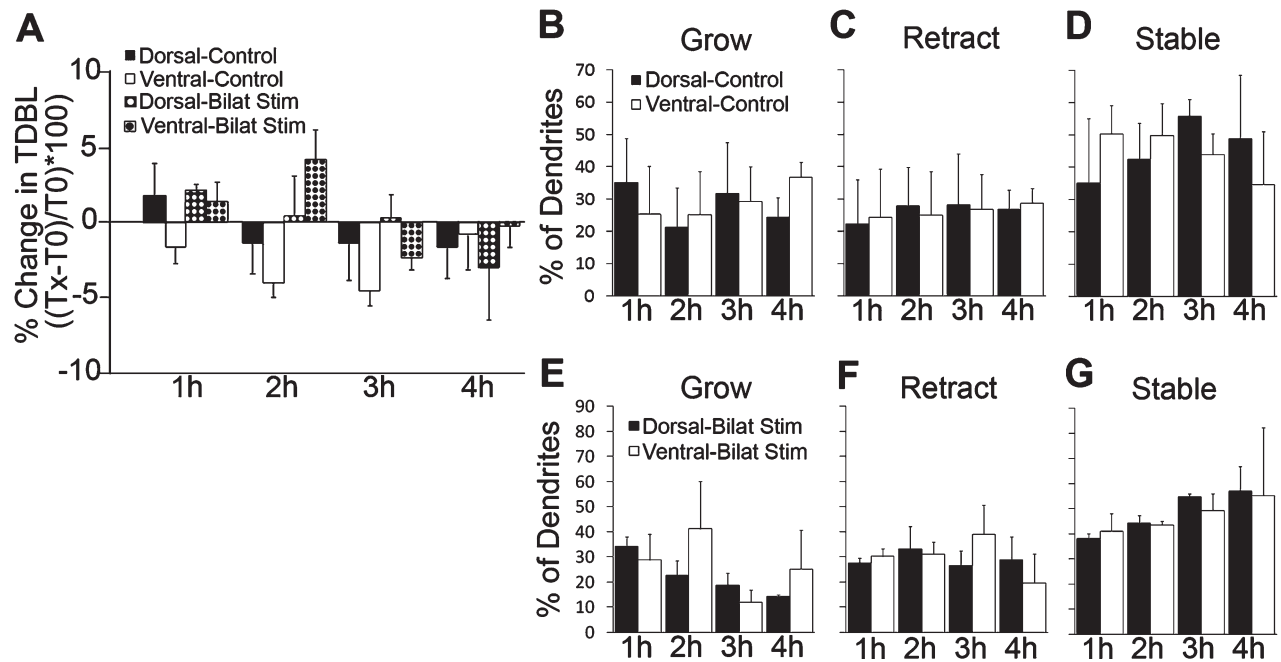 A
Dorsal-Control
Ventral-Control
Dorsal-Bilat Stim
Ventral-Bilat Stim
% Change in TDBL
((Tx-T0)/T0)*100)
10
5
0
-5
-10
1h 2h 3h 4h
B
Grow
Dorsal-Control
Ventral-Control
% of Dendrites
70
60
50
40
30
20
10
0
1h 2h 3h 4h
C
Retract
1h 2h 3h 4h
D
Stable
1h 2h 3h 4h
E
Grow
Dorsal-Bilat Stim
Ventral-Bilat Stim
% of Dendrites
90
80
70
60
50
40
30
20
10
0
1h 2h 3h 4h
F
Retract
1h 2h 3h 4h
G
Stable
1h 2h 3h 4h